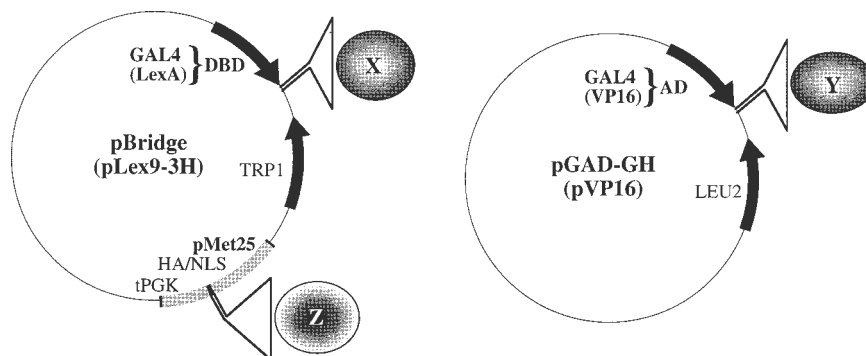 GAL4
(LexA)
} DBD
X
pBridge
(pLex9-3H)
TRP1
pMet25
HA/NLS
tPGK
Z
GAL4
(VP16)
} AD
Y
pGAD-GH
(pVP16)
LEU2